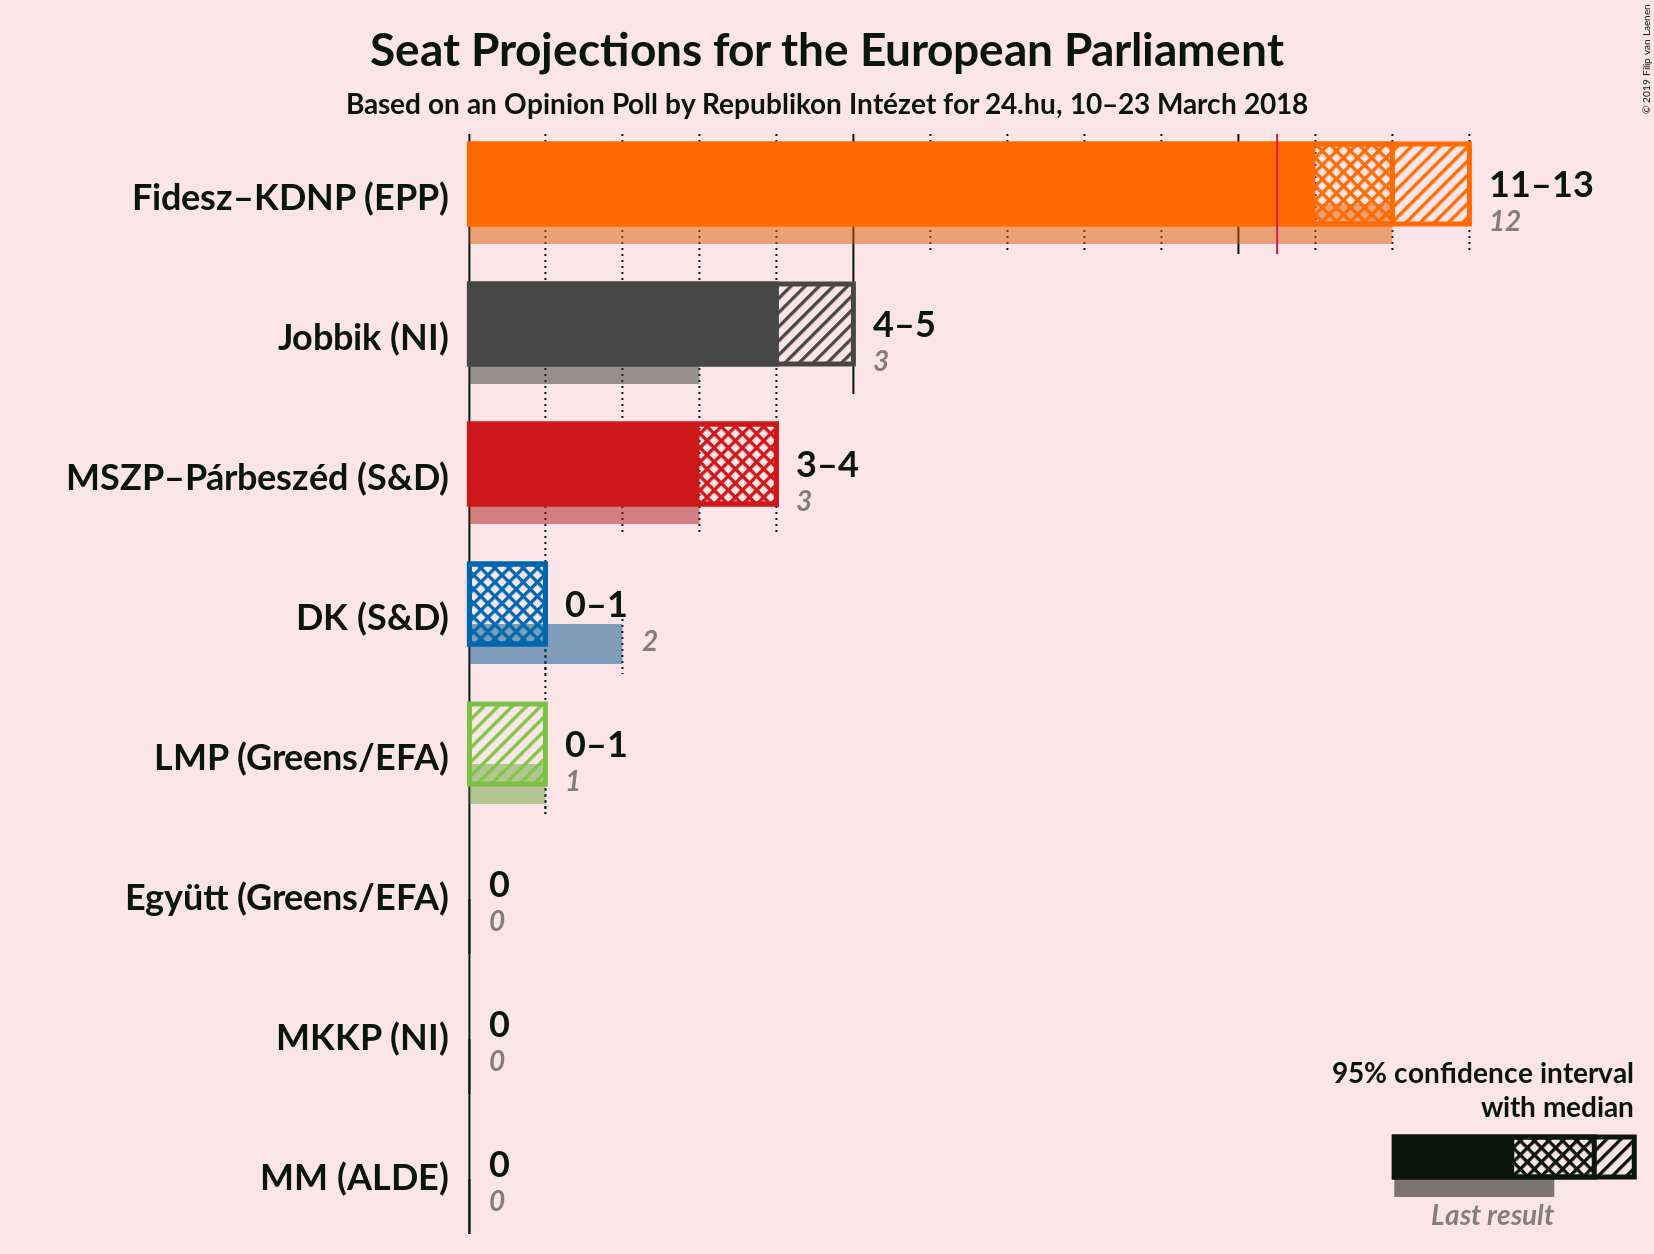 Seat Projections for the European Parliament
Based on an Opinion Poll by Republikon Intézet for 24.hu, 10–23 March 2018
© 2019 Filip van Laenen
Fidesz–KDNP (EPP)
11–13
12
Jobbik (NI)
4–5
3
MSZP–Párbeszéd (S&D)
3–4
3
DK (S&D)
0–1
2
LMP (Greens/EFA)
0–1
1
Együtt (Greens/EFA)
0
0
MKKP (NI)
0
0
MM (ALDE)
0
0
95% confidence interval
with median
Last result